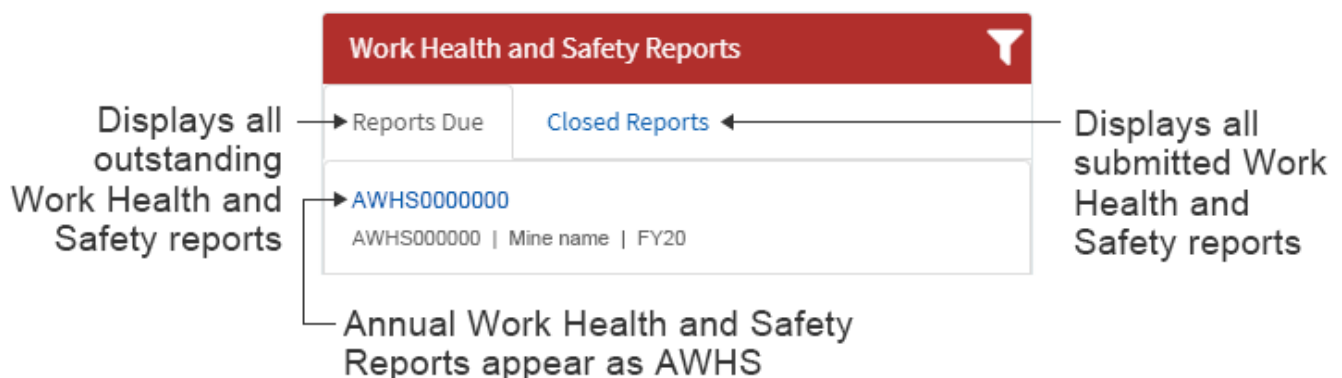 Work Health and Safety Reports
Displays all
outstanding
Work Health and
Safety reports
Reports Due
Closed Reports
Displays all
submitted Work
Health and
Safety reports
AWHS0000000
AWHS000000 | Mine name | FY20
Annual Work Health and Safety
Reports appear as AWHS